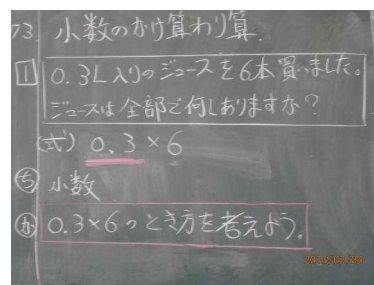 73. 小数のかけ算わり算.
1 0.3L入りのジュースを6本買いました。
ジュースは全部で何Lありますか？
(式) 0.3×6
ち 小数
か 0.3×6のとき方を考えよう。